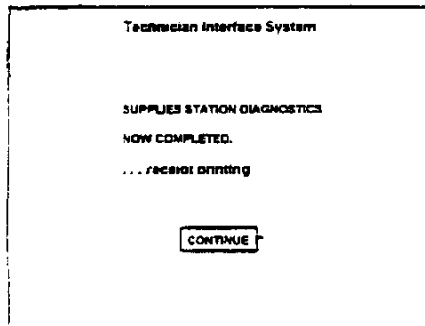 Technician Interface System
SUPPLIES STATION DIAGNOSTICS
NOW COMPLETED.
... receipt printing
CONTINUE